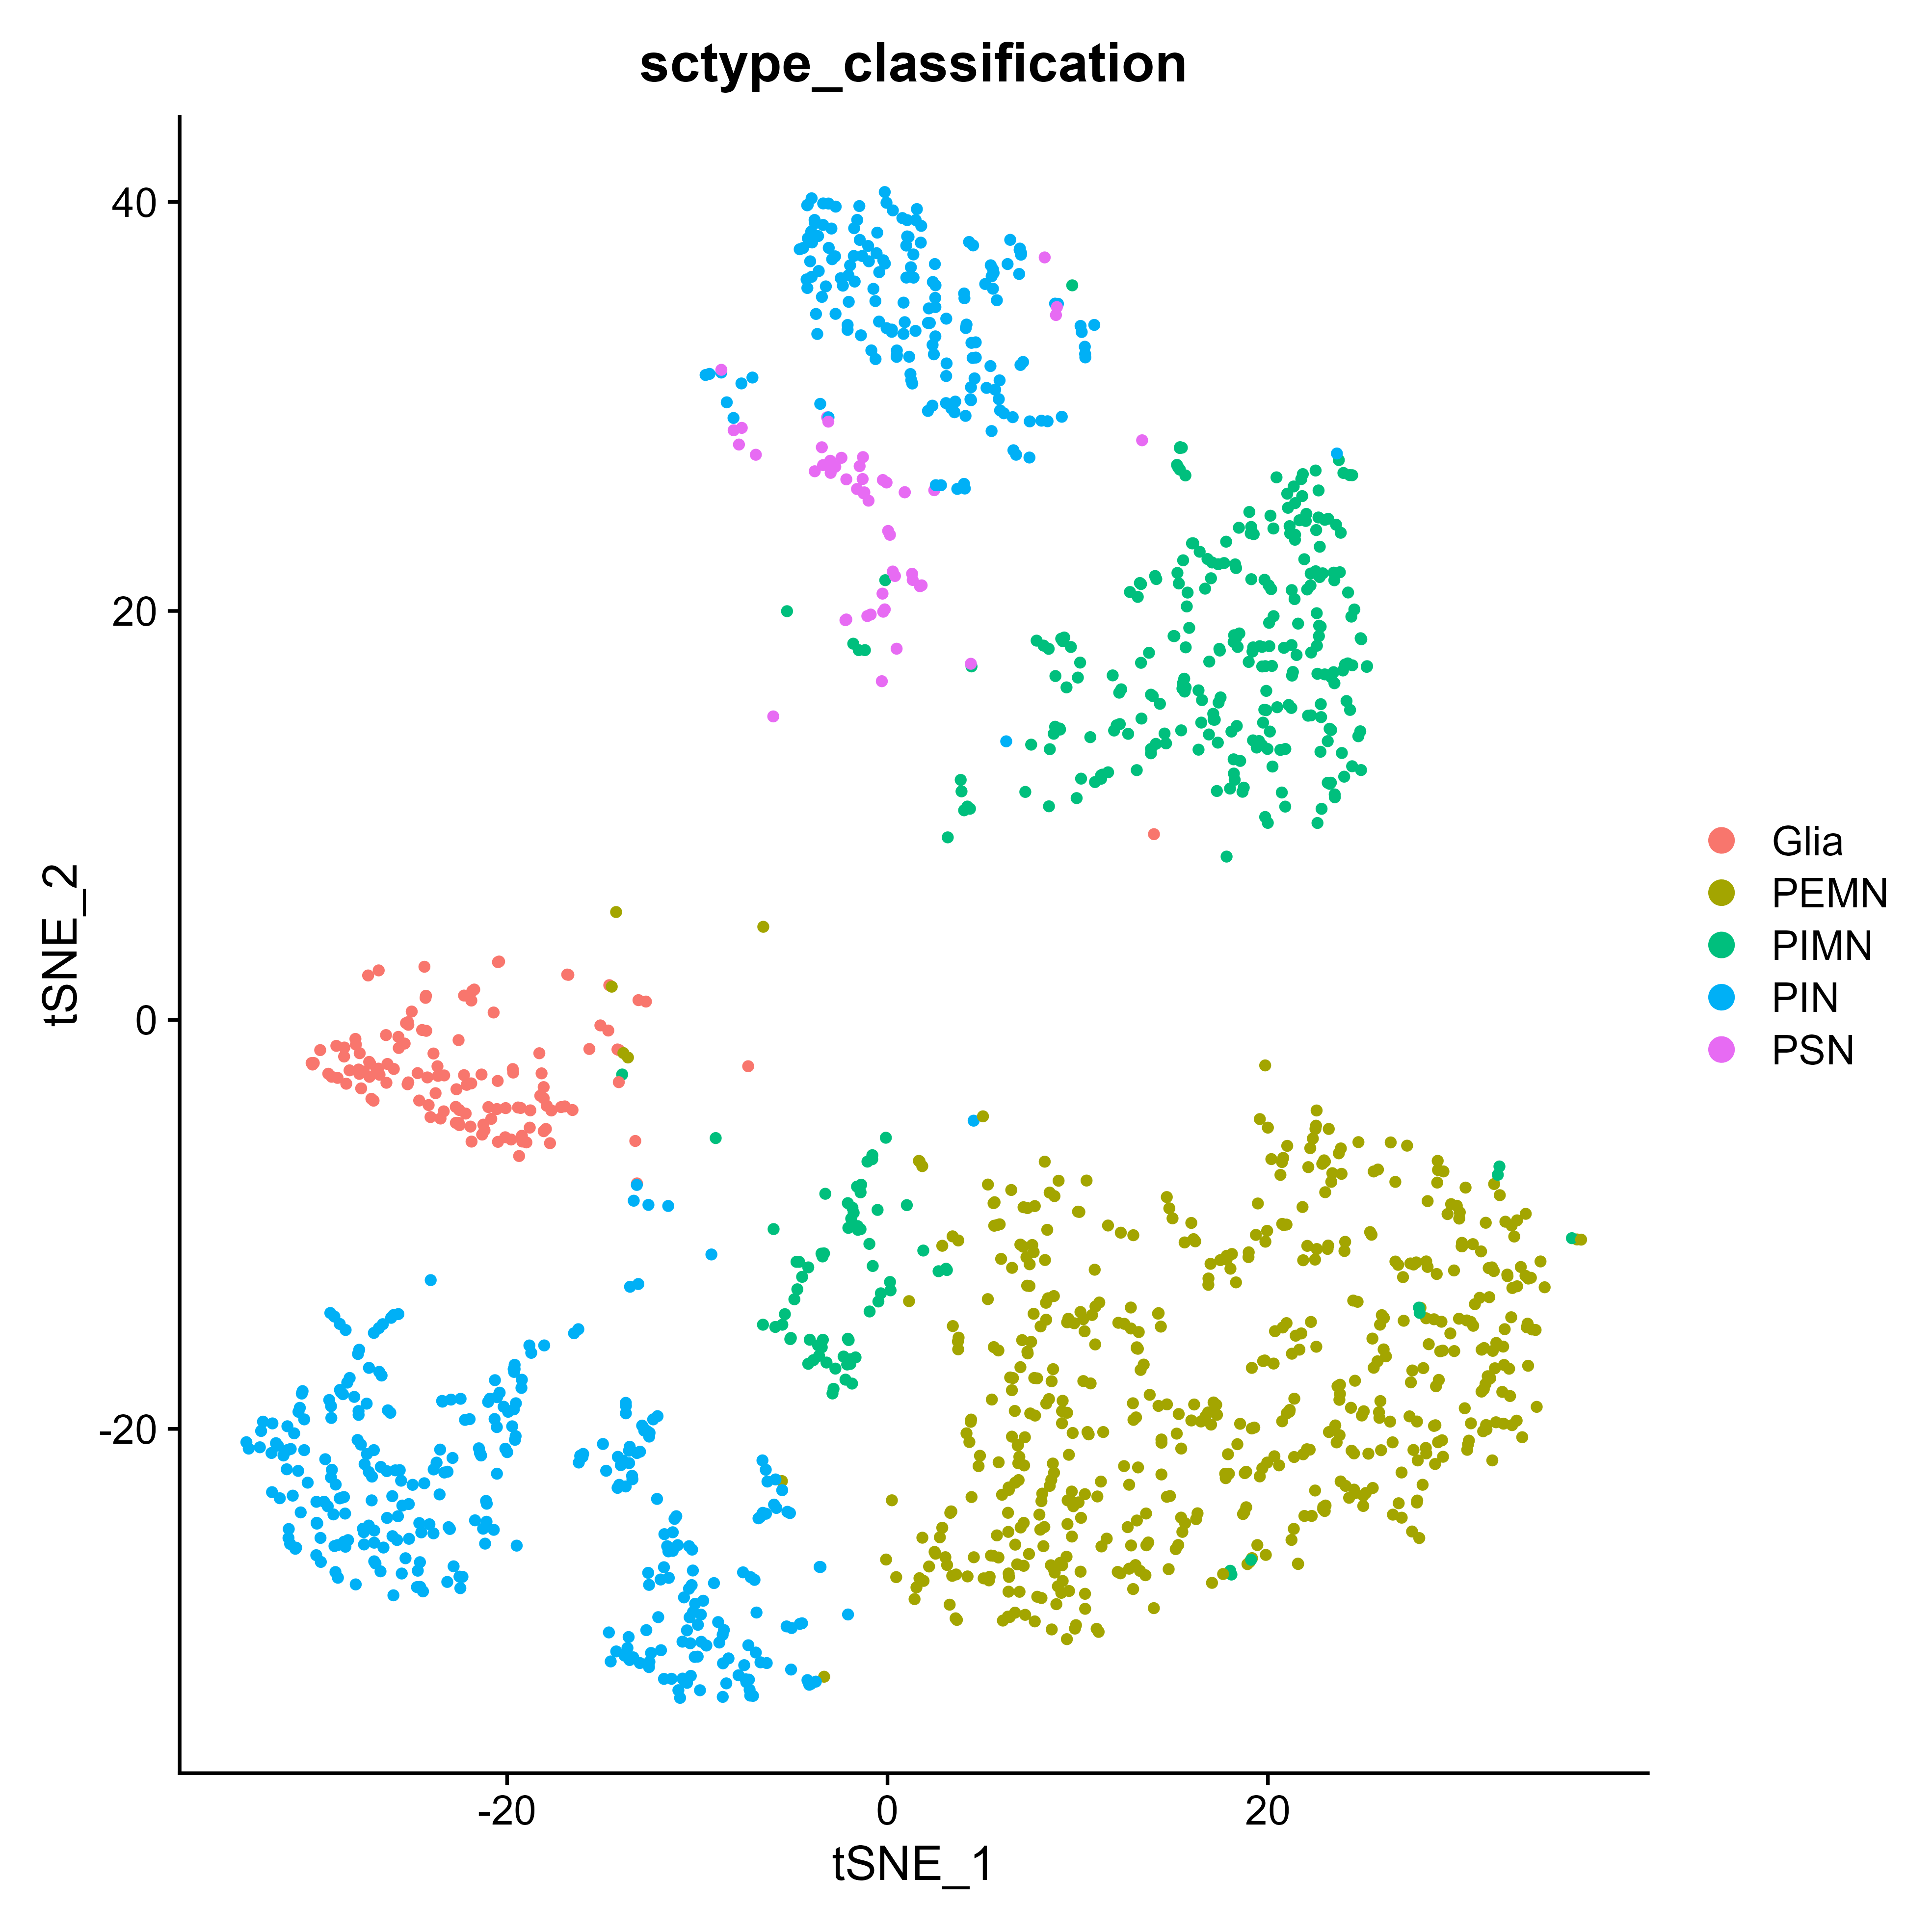 sctype_classification
40
20
0
-20
tSNE_2
-20
0
20
tSNE_1
Glia
PEMN
PIMN
PIN
PSN